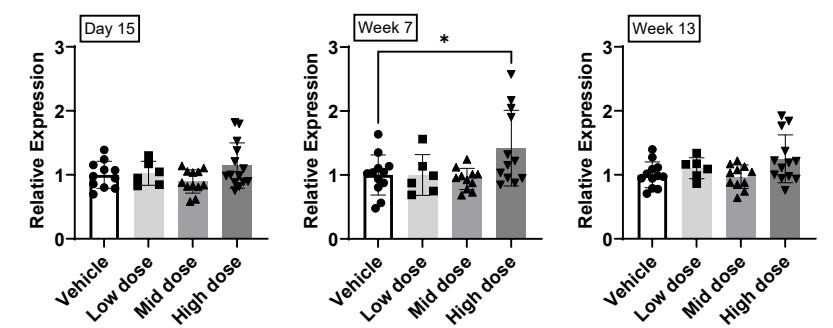 Day 15
Relative Expression
3
2
1
0
Vehicle
Low dose
Mid dose
High dose
Week 7
*
Relative Expression
3
2
1
0
Vehicle
Low dose
Mid dose
High dose
Week 13
Relative Expression
3
2
1
0
Vehicle
Low dose
Mid dose
High dose